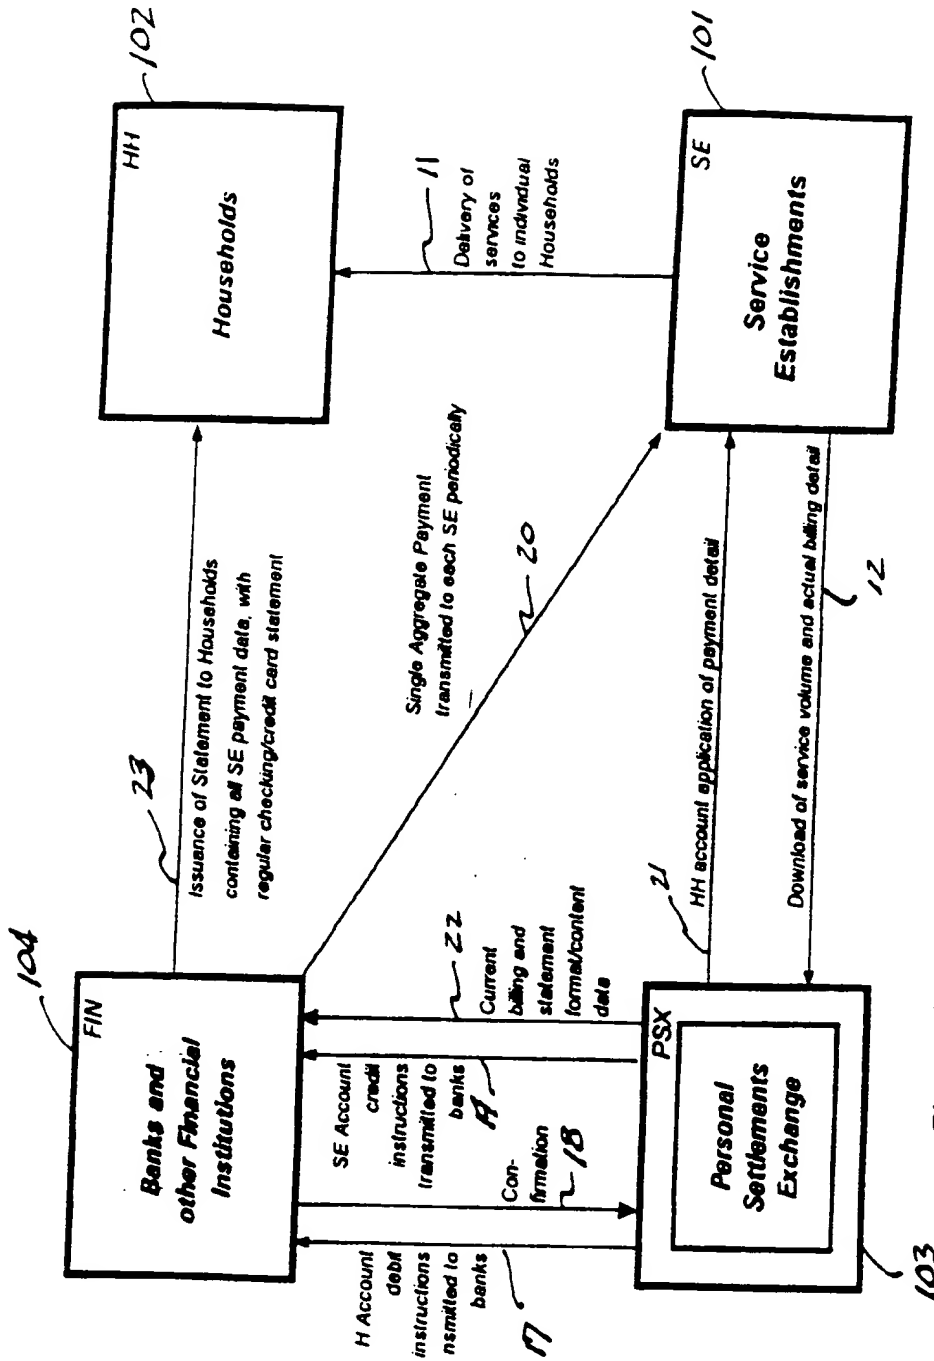 104
FIN
Banks and
other Financial
Institutions
23
Issuance of Statement to Households
containing all SE payment data, with
regular checking/credit card statement
102
HH
Households
H Account
debit
instructions
nsmitted to
banks
17
Con-
firmation
18
SE Account
credit
instructions
transmitted to
banks
22
Current
billing and
statement
format/content
data
Single Aggregate Payment
transmitted to each SE periodically
20
11
Delivery of
services
to individual
Households
PSX
Personal
Settlements
Exchange
103
21
HH account application of payment detail
Download of service volume and actual billing detail
12
101
SE
Service
Establishments